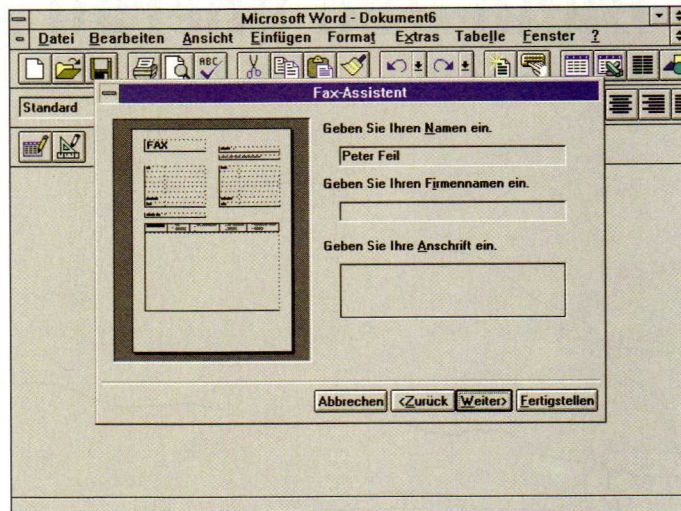 Microsoft Word - Dokument6
Datei Bearbeiten Ansicht Einfügen Format Extras Tabelle Fenster ?
ABC
Standard
Fax-Assistent
FAX
Geben Sie Ihren Namen ein.
Peter Feil
Geben Sie Ihren Firmennamen ein.
Geben Sie Ihre Anschrift ein.
Abbrechen <Zurück Weiter> Fertigstellen